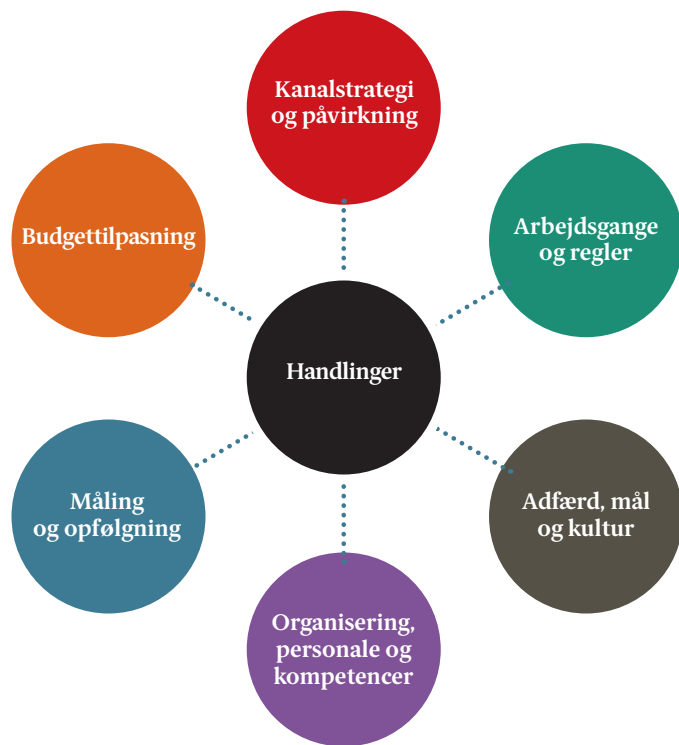 Kanalstrategi
og påvirkning
Budgettilpasning
Arbejdsgange
og regler
Handlinger
Måling
og opfølgning
Adfærd, mål
og kultur
Organisering,
personale og
kompetencer